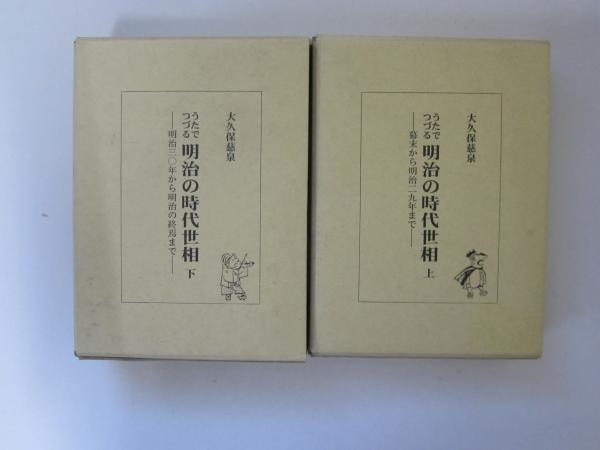 大久保慈泉
うたで
つづる
明治の時代世相 上
——幕末から明治二九年まで——
大久保慈泉
うたで
つづる
明治の時代世相 下
——明治三〇年から明治の終焉まで——